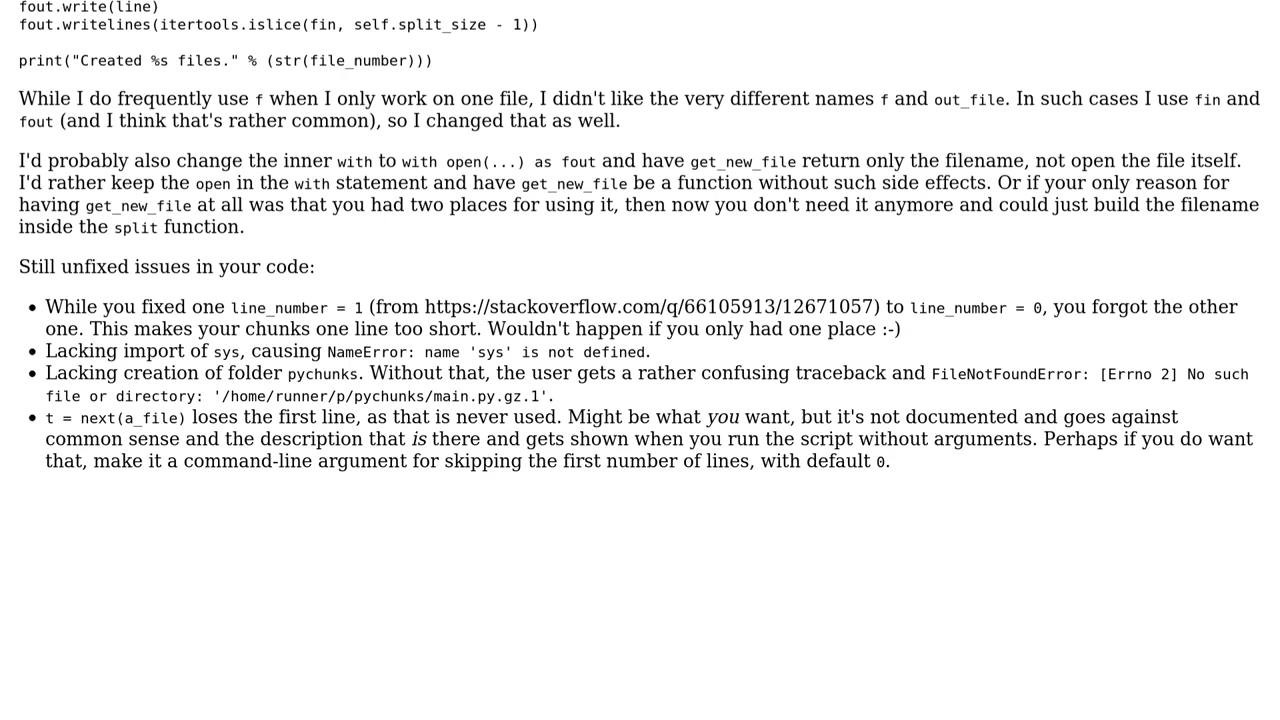 fout.write(line)
fout.writelines(itertools.islice(fin, self.split_size - 1))
print("Created %s files." % (str(file_number)))
While I do frequently use f when I only work on one file, I didn't like the very different names f and out_file. In such cases I use fin and
fout (and I think that's rather common), so I changed that as well.
I'd probably also change the inner with to with open(...) as fout and have get_new_file return only the filename, not open the file itself.
I'd rather keep the open in the with statement and have get_new_file be a function without such side effects. Or if your only reason for
having get_new_file at all was that you had two places for using it, then now you don't need it anymore and could just build the filename
inside the split function.
Still unfixed issues in your code:
• While you fixed one line_number = 1 (from https://stackoverflow.com/q/66105913/12671057) to line_number = 0, you forgot the other
one. This makes your chunks one line too short. Wouldn't happen if you only had one place :-)
• Lacking import of sys, causing NameError: name 'sys' is not defined.
• Lacking creation of folder pychunks. Without that, the user gets a rather confusing traceback and FileNotFoundError: [Errno 2] No such
file or directory: '/home/runner/p/pychunks/main.py.gz.1'.
• t = next(a_file) loses the first line, as that is never used. Might be what you want, but it's not documented and goes against
common sense and the description that is there and gets shown when you run the script without arguments. Perhaps if you do want
that, make it a command-line argument for skipping the first number of lines, with default 0.